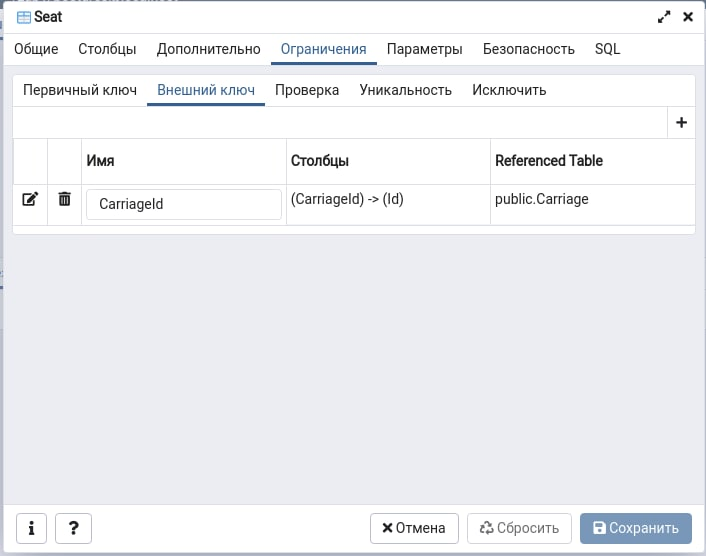 Seat
Общие Столбцы Дополнительно Ограничения Параметры Безопасность SQL
Первичный ключ Внешний ключ Проверка Уникальность Исключить
Имя Столбцы Referenced Table
CarriageId (CarriageId) -> (Id) public.Carriage
Отмена Сбросить Сохранить